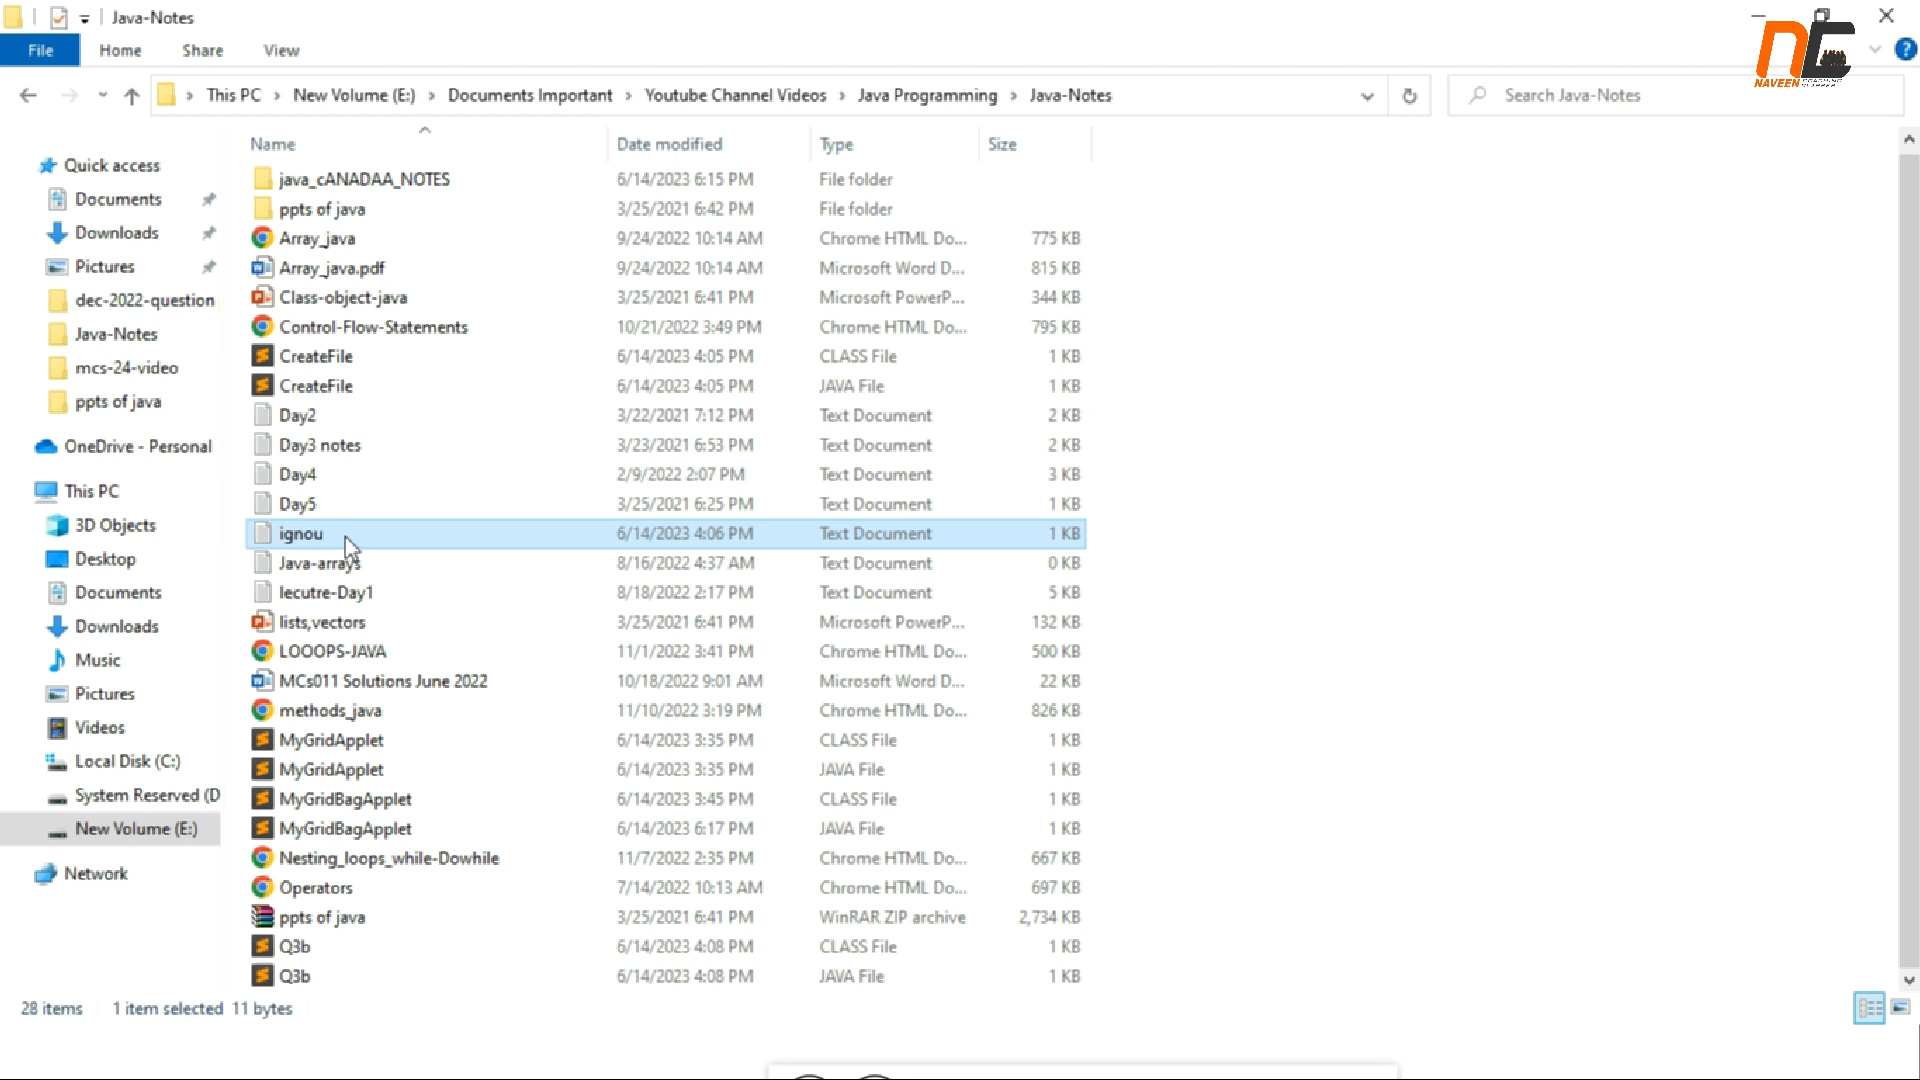 Java-Notes
File Home Share View
This PC New Volume (E:) Documents Important Youtube Channel Videos Java Programming Java-Notes Search Java-Notes
NAVEEN
Name Date modified Type Size
Quick access
Documents
Downloads
Pictures
dec-2022-question
Java-Notes
mcs-24-video
ppts of java
OneDrive - Personal
This PC
3D Objects
Desktop
Documents
Downloads
Music
Pictures
Videos
Local Disk (C:)
System Reserved (D
New Volume (E:)
Network
java_cANADAA_NOTES 6/14/2023 6:15 PM File folder
ppts of java 3/25/2021 6:42 PM File folder
Array_java 9/24/2022 10:14 AM Chrome HTML Do... 775 KB
Array_java.pdf 9/24/2022 10:14 AM Microsoft Word D... 815 KB
Class-object-java 3/25/2021 6:41 PM Microsoft PowerP... 344 KB
Control-Flow-Statements 10/21/2022 3:49 PM Chrome HTML Do... 795 KB
CreateFile 6/14/2023 4:05 PM CLASS File 1 KB
CreateFile 6/14/2023 4:05 PM JAVA File 1 KB
Day2 3/22/2021 7:12 PM Text Document 2 KB
Day3 notes 3/23/2021 6:53 PM Text Document 2 KB
Day4 2/9/2022 2:07 PM Text Document 3 KB
Day5 3/25/2021 6:25 PM Text Document 1 KB
ignou 6/14/2023 4:06 PM Text Document 1 KB
Java-arrays 8/16/2022 4:37 AM Text Document 0 KB
lecutre-Day1 8/18/2022 2:17 PM Text Document 5 KB
lists,vectors 3/25/2021 6:41 PM Microsoft PowerP... 132 KB
LOOOPS-JAVA 11/1/2022 3:41 PM Chrome HTML Do... 500 KB
MCs011 Solutions June 2022 10/18/2022 9:01 AM Microsoft Word D... 22 KB
methods_java 11/10/2022 3:19 PM Chrome HTML Do... 826 KB
MyGridApplet 6/14/2023 3:35 PM CLASS File 1 KB
MyGridApplet 6/14/2023 3:35 PM JAVA File 1 KB
MyGridBagApplet 6/14/2023 3:45 PM CLASS File 1 KB
MyGridBagApplet 6/14/2023 6:17 PM JAVA File 1 KB
Nesting_loops_while-Dowhile 11/7/2022 2:35 PM Chrome HTML Do... 667 KB
Operators 7/14/2022 10:13 AM Chrome HTML Do... 697 KB
ppts of java 3/25/2021 6:41 PM WinRAR ZIP archive 2,734 KB
Q3b 6/14/2023 4:08 PM CLASS File 1 KB
Q3b 6/14/2023 4:08 PM JAVA File 1 KB
28 items 1 item selected 11 bytes